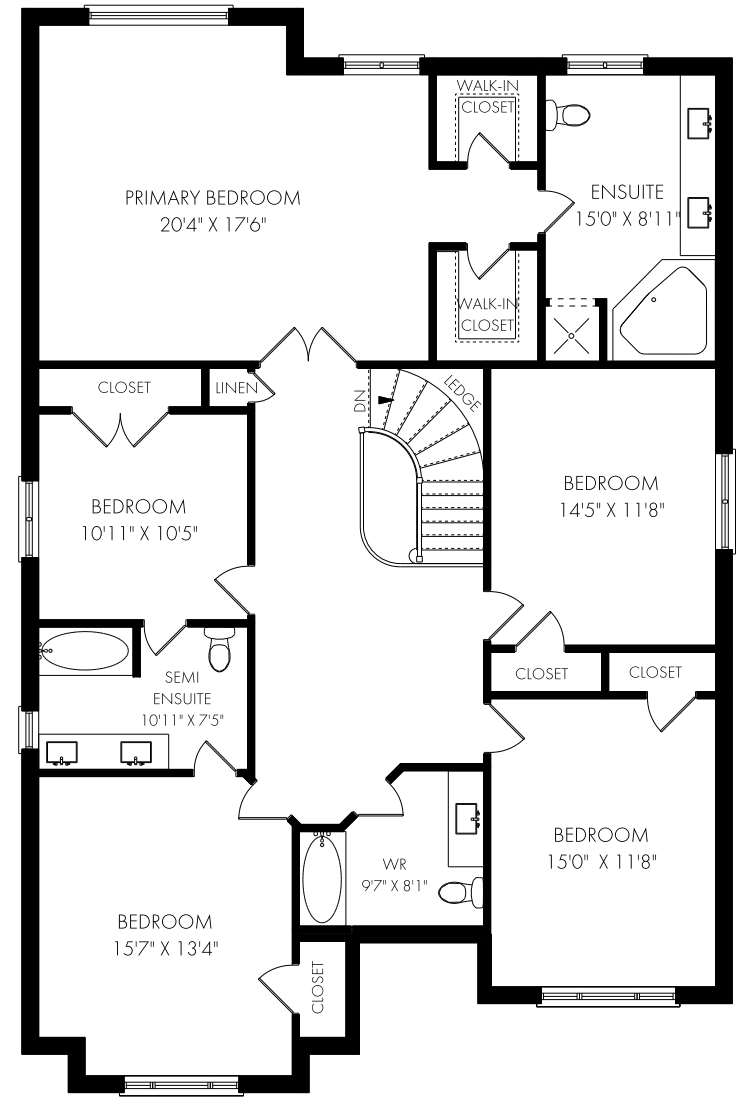 WALK-IN
CLOSET
PRIMARY BEDROOM
20'4" X 17'6"
ENSUITE
15'0" X 8'11"
WALK-IN
CLOSET
CLOSET
LINEN
DN
LEDGE
BEDROOM
10'11" X 10'5"
BEDROOM
14'5" X 11'8"
SEMI
ENSUITE
10'11" X 7'5"
CLOSET
CLOSET
BEDROOM
15'0" X 11'8"
WR
9'7" X 8'1"
BEDROOM
15'7" X 13'4"
CLOSET